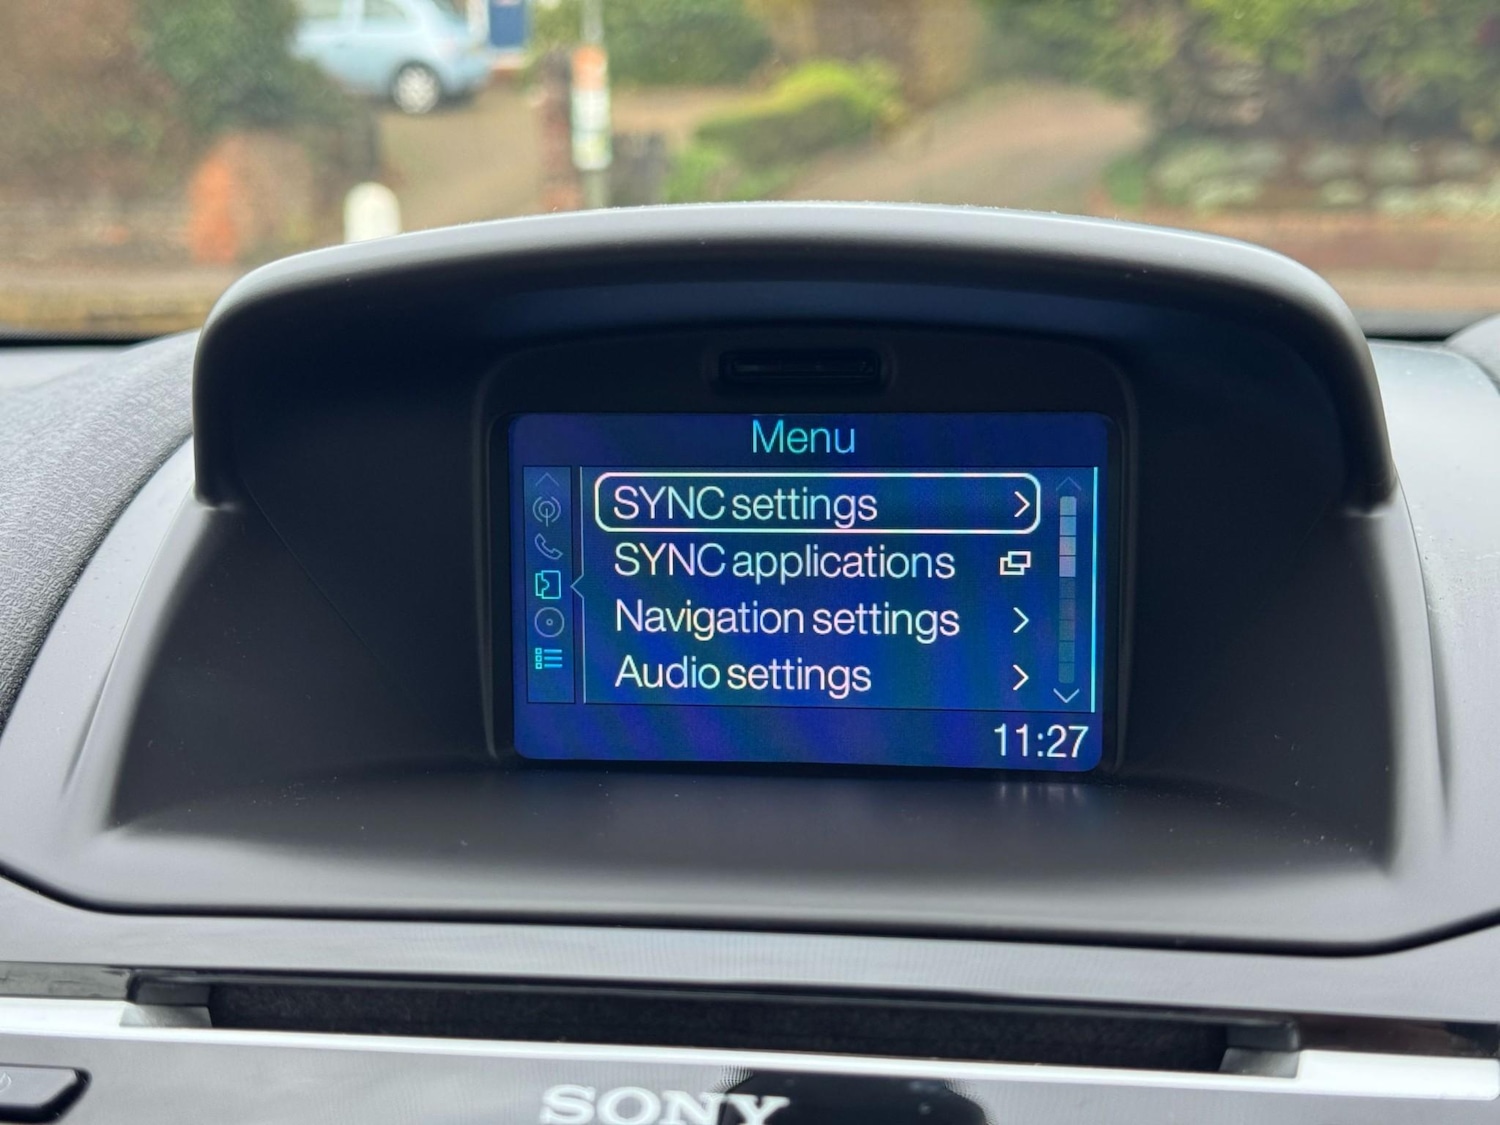 Menu
SYNC settings
SYNC applications
Navigation settings
Audio settings
11:27
SONY